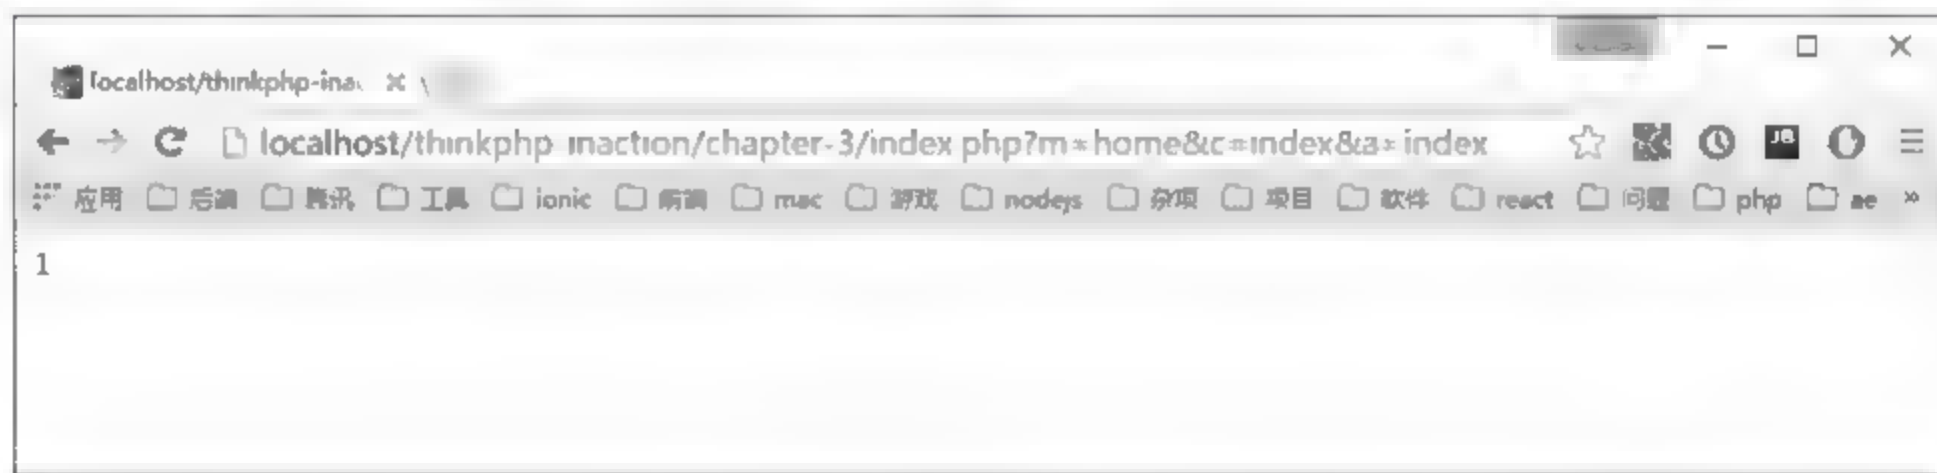 localhost/thinkphp-ina
localhost/thinkphp-inaction/chapter-3/index.php?m=home&c=index&a=index
JB
应用 后端 腾讯 工具 ionic 前端 mac 游戏 nodejs 杂项 项目 软件 react 问题 php ae »
1